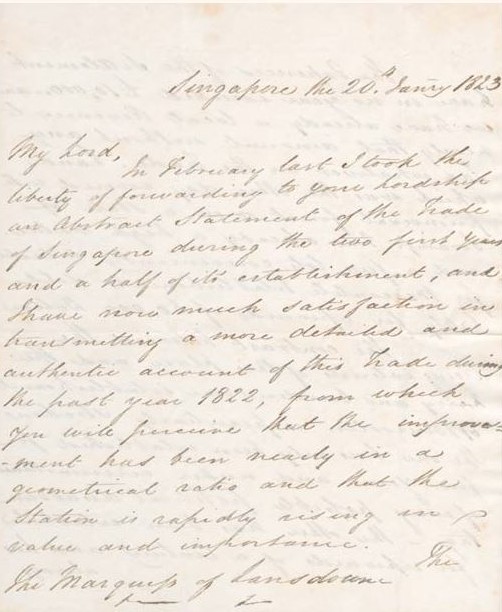 Singapore the 20.th Janry 1823
My Lord,
In February last I took the
liberty of forwarding to your Lordship
an Abstract Statement of the Trade
of Singapore during the two first Years
and a half of its establishment, and
I have now much satisfaction in
transmitting a more detailed and
authentic account of this Trade during
the past year 1822, from which
you will perceive that the improve-
-ment has been nearly in a
geometrical ratio and that the
Station is rapidly rising in
value and importance.
The
The Marquess of Lansdowne